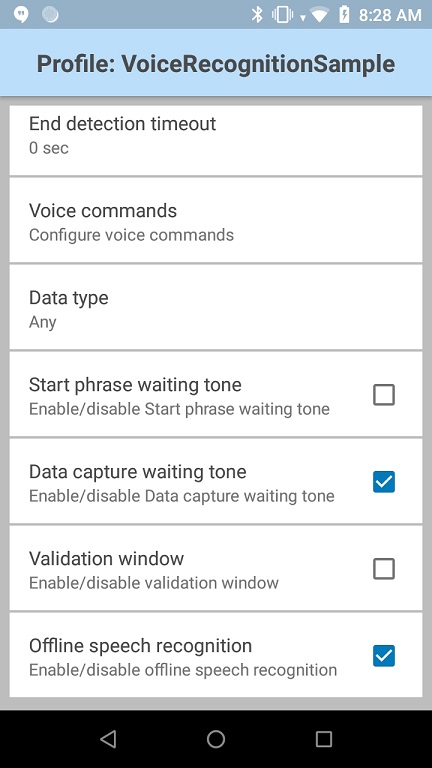 8:28 AM
Profile: VoiceRecognitionSample
End detection timeout
0 sec
Voice commands
Configure voice commands
Data type
Any
Start phrase waiting tone
Enable/disable Start phrase waiting tone
Data capture waiting tone
Enable/disable Data capture waiting tone
Validation window
Enable/disable validation window
Offline speech recognition
Enable/disable offline speech recognition